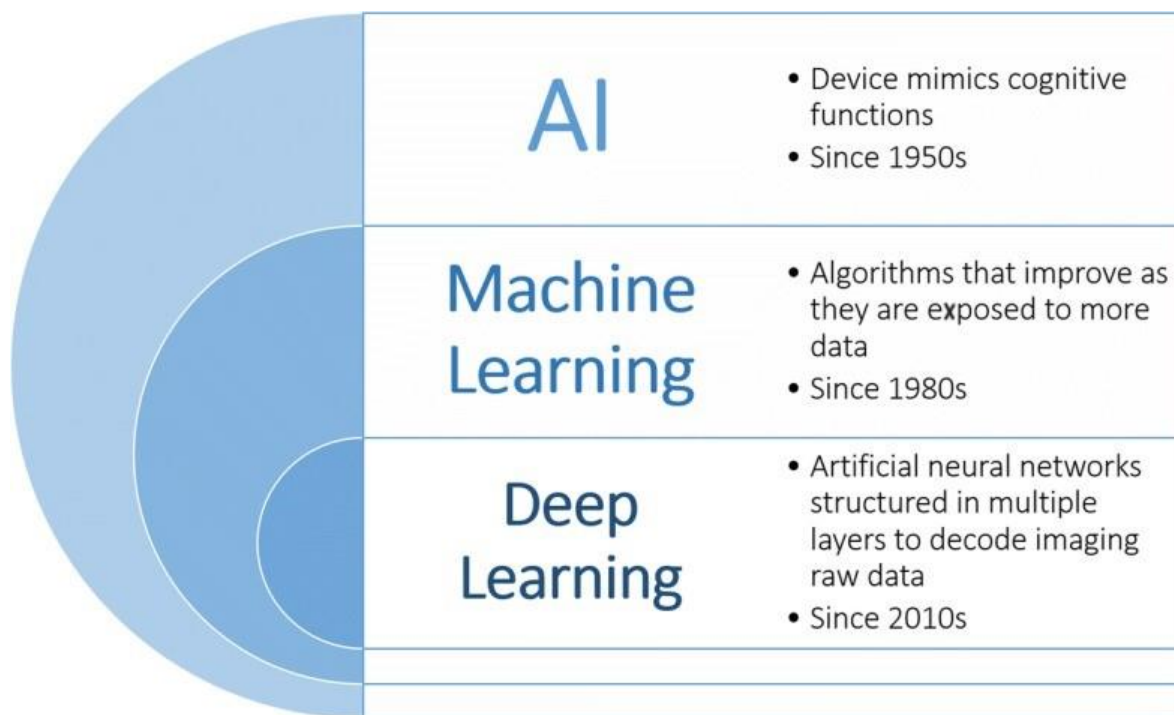 AI
• Device mimics cognitive
functions
• Since 1950s
Machine
Learning
• Algorithms that improve as
they are exposed to more
data
• Since 1980s
Deep
Learning
• Artificial neural networks
structured in multiple
layers to decode imaging
raw data
• Since 2010s